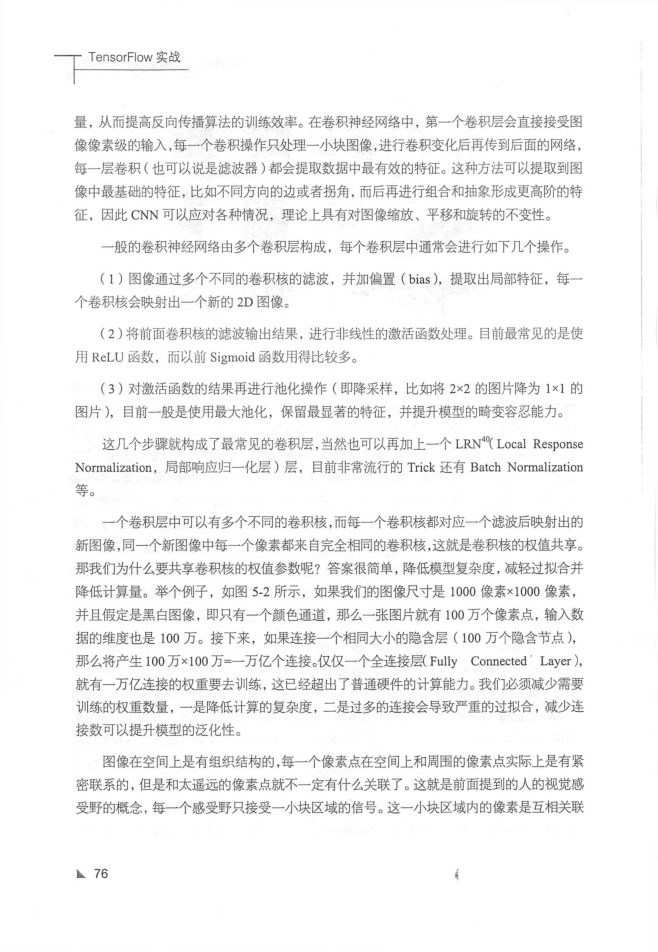 TensorFlow 实战
量，从而提高反向传播算法的训练效率。在卷积神经网络中，第一个卷积层会直接接受图
像像素级的输入,每一个卷积操作只处理一小块图像,进行卷积变化后再传到后面的网络，
每一层卷积（也可以说是滤波器）都会提取数据中最有效的特征。这种方法可以提取到图
像中最基础的特征，比如不同方向的边或者拐角，而后再进行组合和抽象形成更高阶的特
征，因此 CNN 可以应对各种情况，理论上具有对图像缩放、平移和旋转的不变性。
一般的卷积神经网络由多个卷积层构成，每个卷积层中通常会进行如下几个操作。
（1）图像通过多个不同的卷积核的滤波，并加偏置（bias），提取出局部特征，每一
个卷积核会映射出一个新的 2D 图像。
（2）将前面卷积核的滤波输出结果，进行非线性的激活函数处理。目前最常见的是使
用 ReLU 函数，而以前 Sigmoid 函数用得比较多。
（3）对激活函数的结果再进行池化操作（即降采样，比如将 2×2 的图片降为 1×1 的
图片），目前一般是使用最大池化，保留最显著的特征，并提升模型的畸变容忍能力。
这几个步骤就构成了最常见的卷积层,当然也可以再加上一个 LRN40（Local Response
Normalization，局部响应归一化层）层，目前非常流行的 Trick 还有 Batch Normalization
等。
一个卷积层中可以有多个不同的卷积核,而每一个卷积核都对应一个滤波后映射出的
新图像,同一个新图像中每一个像素都来自完全相同的卷积核,这就是卷积核的权值共享。
那我们为什么要共享卷积核的权值参数呢？答案很简单，降低模型复杂度，减轻过拟合并
降低计算量。举个例子，如图 5-2 所示，如果我们的图像尺寸是 1000 像素×1000 像素，
并且假定是黑白图像，即只有一个颜色通道，那么一张图片就有 100 万个像素点，输入数
据的维度也是 100 万。接下来，如果连接一个相同大小的隐含层（100 万个隐含节点），
那么将产生 100 万×100 万=一万亿个连接。仅仅一个全连接层（Fully Connected Layer），
就有一万亿连接的权重要去训练，这已经超出了普通硬件的计算能力。我们必须减少需要
训练的权重数量，一是降低计算的复杂度，二是过多的连接会导致严重的过拟合，减少连
接数可以提升模型的泛化性。
图像在空间上是有组织结构的,每一个像素点在空间上和周围的像素点实际上是有紧
密联系的，但是和太遥远的像素点就不一定有什么关联了。这就是前面提到的人的视觉感
受野的概念，每一个感受野只接受一小块区域的信号。这一小块区域内的像素是互相关联
76